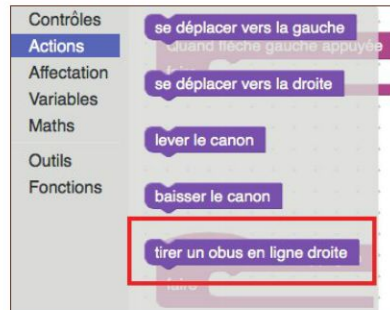 Contrôles
Actions
Affectation
Variables
Maths
Outils
Fonctions
se déplacer vers la gauche
Quand flèche gauche appuyée
se déplacer vers la droite
lever le canon
baisser le canon
tirer un obus en ligne droite
faire